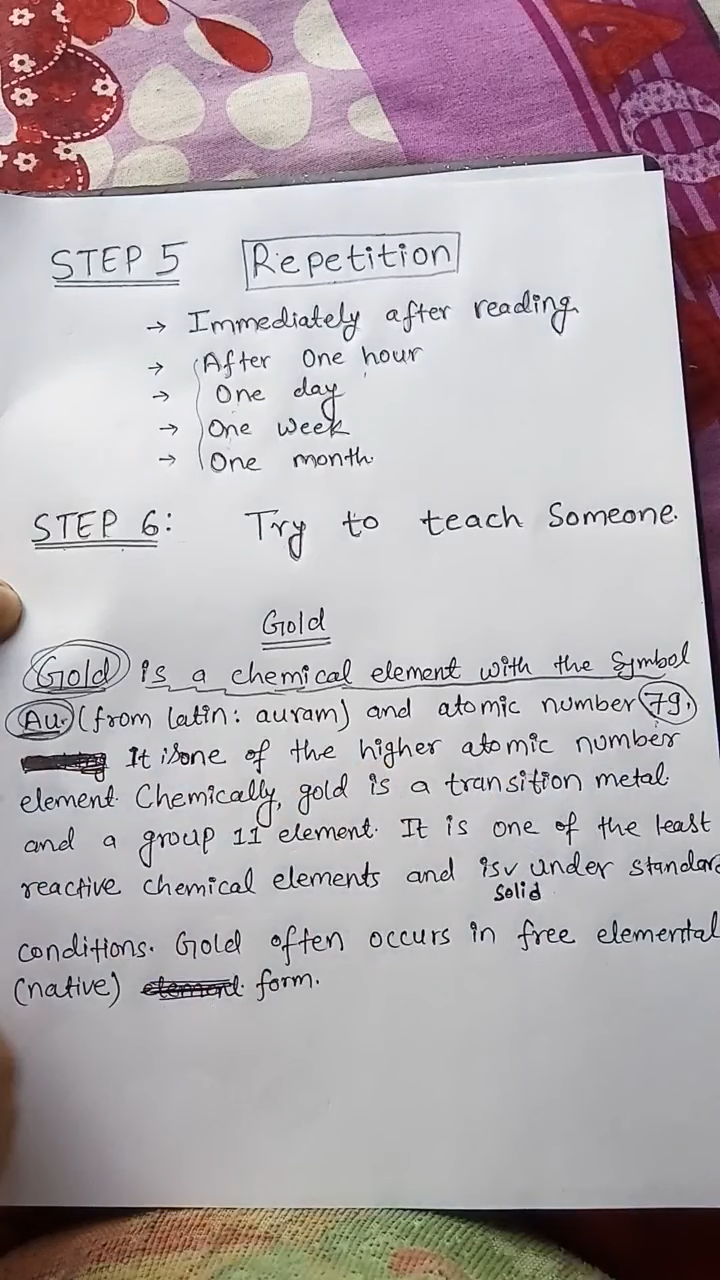 STEP 5 Repetition
→ Immediately after reading.
→ After One hour
→ One day
→ One week
→ One month.
STEP 6: Try to teach Someone.
Gold
Gold is a chemical element with the Symbol
Au. (from latin: auram) and atomic number 79.
It is one of the higher atomic number
element. Chemically, gold is a transition metal
and a group 11 element. It is one of the least
reactive chemical elements and is solid under standard
conditions. Gold often occurs in free elemental
(native) form.